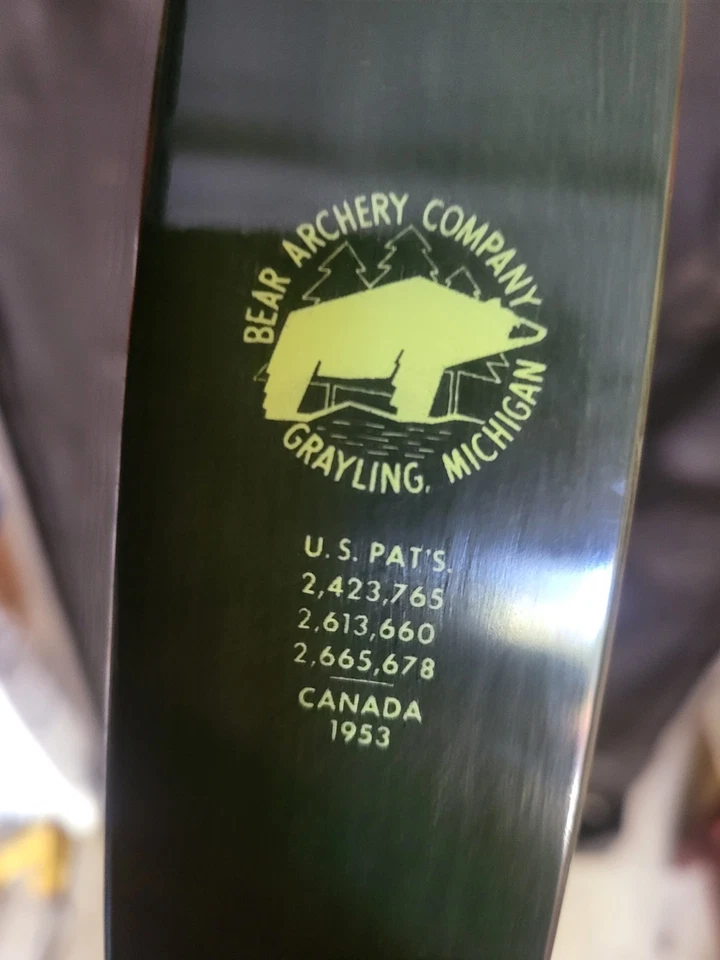 BEAR ARCHERY COMPANY
GRAYLING, MICHIGAN
U.S. PAT'S.
2,423,765
2,613,660
2,665,678
CANADA
1953